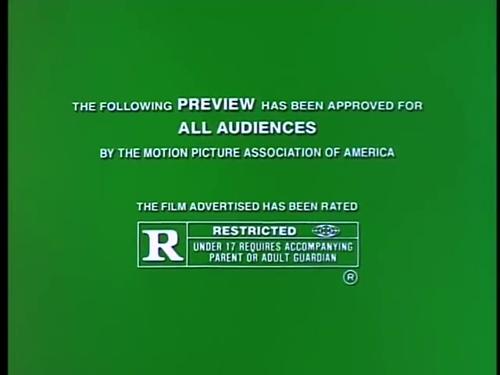 THE FOLLOWING PREVIEW HAS BEEN APPROVED FOR
ALL AUDIENCES
BY THE MOTION PICTURE ASSOCIATION OF AMERICA
THE FILM ADVERTISED HAS BEEN RATED
R RESTRICTED
UNDER 17 REQUIRES ACCOMPANYING
PARENT OR ADULT GUARDIAN
®